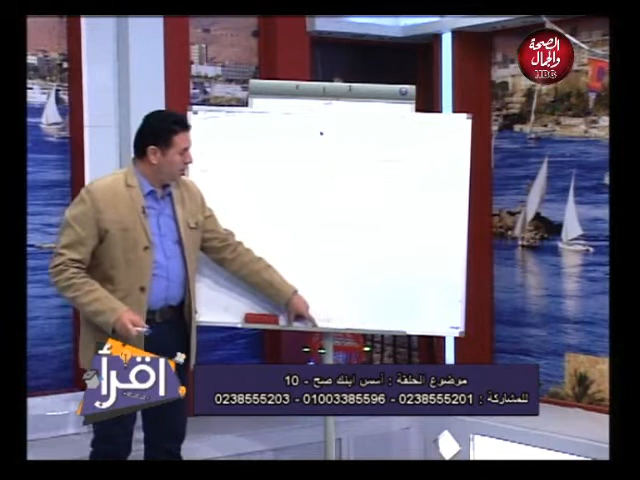 الصحة
والجمال
HBC
اقرأ
موضوع الحلقة : أسس ابنك صح - 10
للمشاركة : 0238555201 - 01003385596 - 0238555203